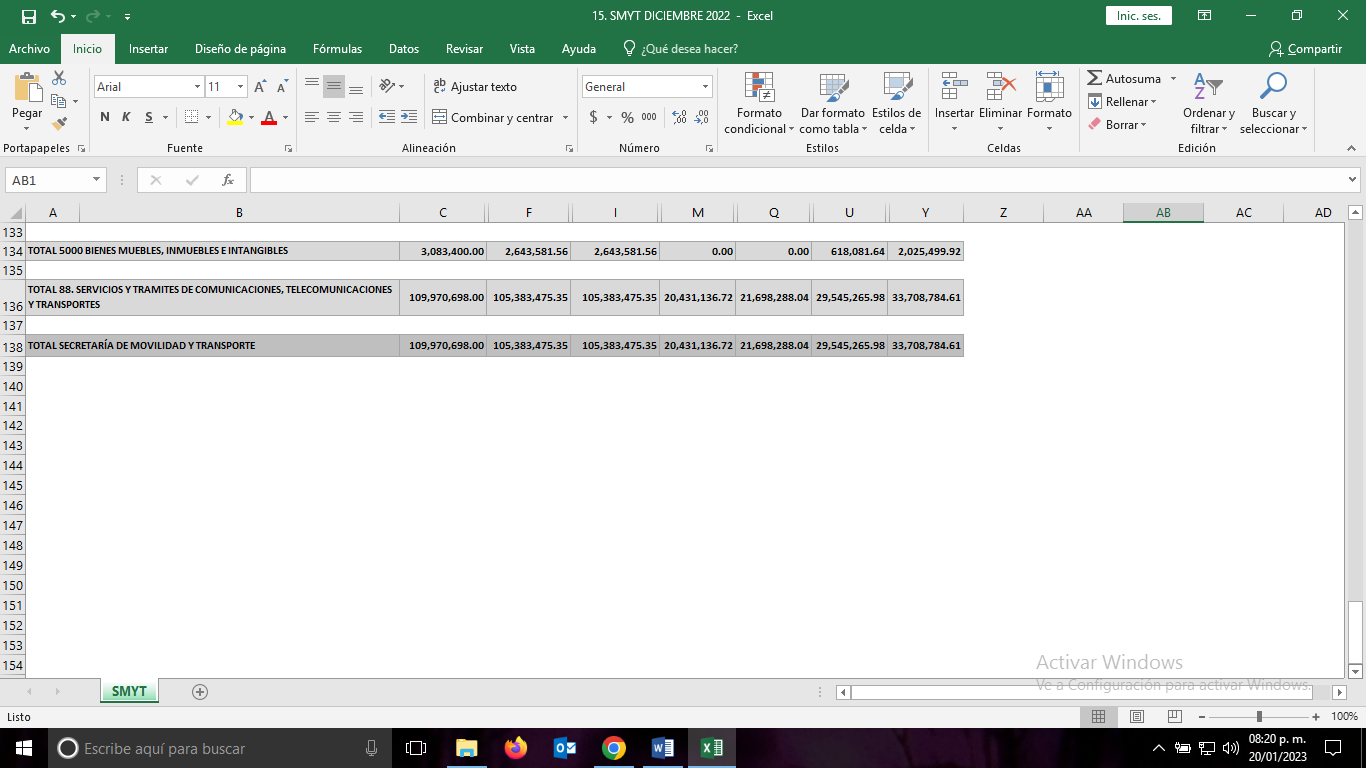 15. SMYT DICIEMBRE 2022 - Excel
Inic. ses.
Archivo Inicio Insertar Diseño de página Fórmulas Datos Revisar Vista Ayuda ¿Qué desea hacer? Compartir
Pegar
Portapapeles
Arial 11
N K S
Fuente
Ajustar texto
Combinar y centrar
Alineación
General
$ % 000
Número
Formato condicional
Dar formato como tabla
Estilos de celda
Estilos
Insertar Eliminar Formato
Celdas
Autosuma
Rellenar
Borrar
Ordenar y filtrar
Buscar y seleccionar
Edición
AB1 fx
A B C F I M Q U Y Z AA AB AC AD
133
134 TOTAL 5000 BIENES MUEBLES, INMUEBLES E INTANGIBLES 3,083,400.00 2,643,581.56 2,643,581.56 0.00 0.00 618,081.64 2,025,499.92
135
136 TOTAL 88. SERVICIOS Y TRAMITES DE COMUNICACIONES, TELECOMUNICACIONES Y TRANSPORTES 109,970,698.00 105,383,475.35 105,383,475.35 20,431,136.72 21,698,288.04 29,545,265.98 33,708,784.61
137
138 TOTAL SECRETARÍA DE MOVILIDAD Y TRANSPORTE 109,970,698.00 105,383,475.35 105,383,475.35 20,431,136.72 21,698,288.04 29,545,265.98 33,708,784.61
139
140
141
142
143
144
145
146
147
148
149
150
151
152
153
154
Activar Windows
Ve a Configuración para activar Windows.
SMYT
Listo
100%
Escribe aquí para buscar
08:20 p. m.
20/01/2023